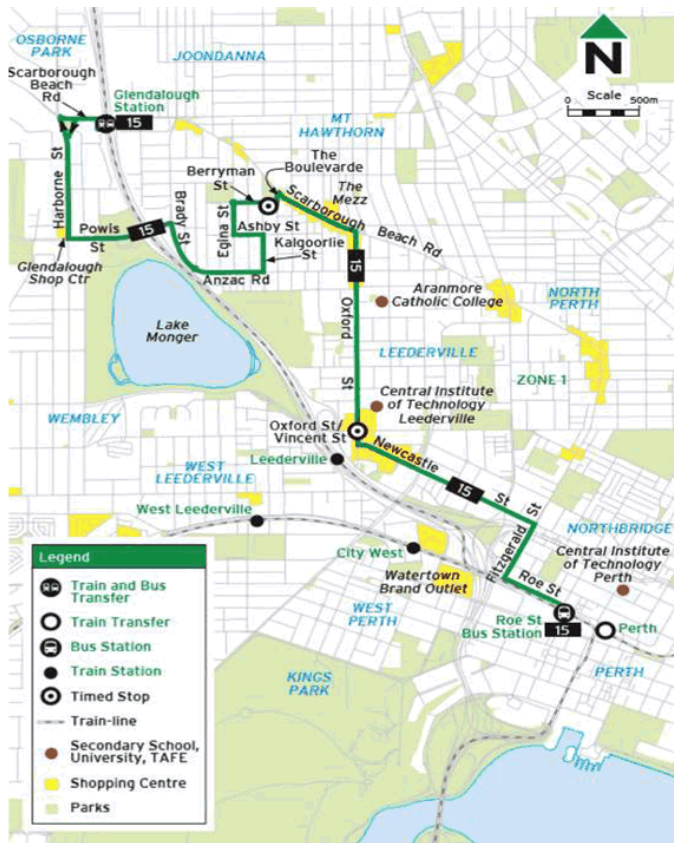 OSBORNE
PARK
JOONDANNA
N
Scale
0 500m
Scarborough
Beach
Rd
Glendalough
Station
15
MT
HAWTHORN
The
Boulevarde
Berryman
St
The
Mezz
Scarborough Beach Rd
Harborne St
Powis
St
15
Brady St
Egina St
Ashby St
Kalgoorlie
St
Anzac Rd
Glendalough
Shop Ctr
15
Oxford St
Aranmore
Catholic College
NORTH
PERTH
Lake
Monger
LEEDERVILLE
ZONE 1
Central Institute
of Technology
Leederville
WEMBLEY
Oxford St/
Vincent St
Newcastle St
15
Leederville
WEST
LEEDERVILLE
West Leederville
Fitzgerald St
NORTHBRIDGE
Central Institute
of Technology
Perth
City West
Roe St
Watertown
Brand Outlet
WEST
PERTH
Roe St
Bus Station
15
Perth
PERTH
KINGS
PARK
Legend
Train and Bus
Transfer
Train Transfer
Bus Station
Train Station
Timed Stop
Train-line
Secondary School,
University, TAFE
Shopping Centre
Parks